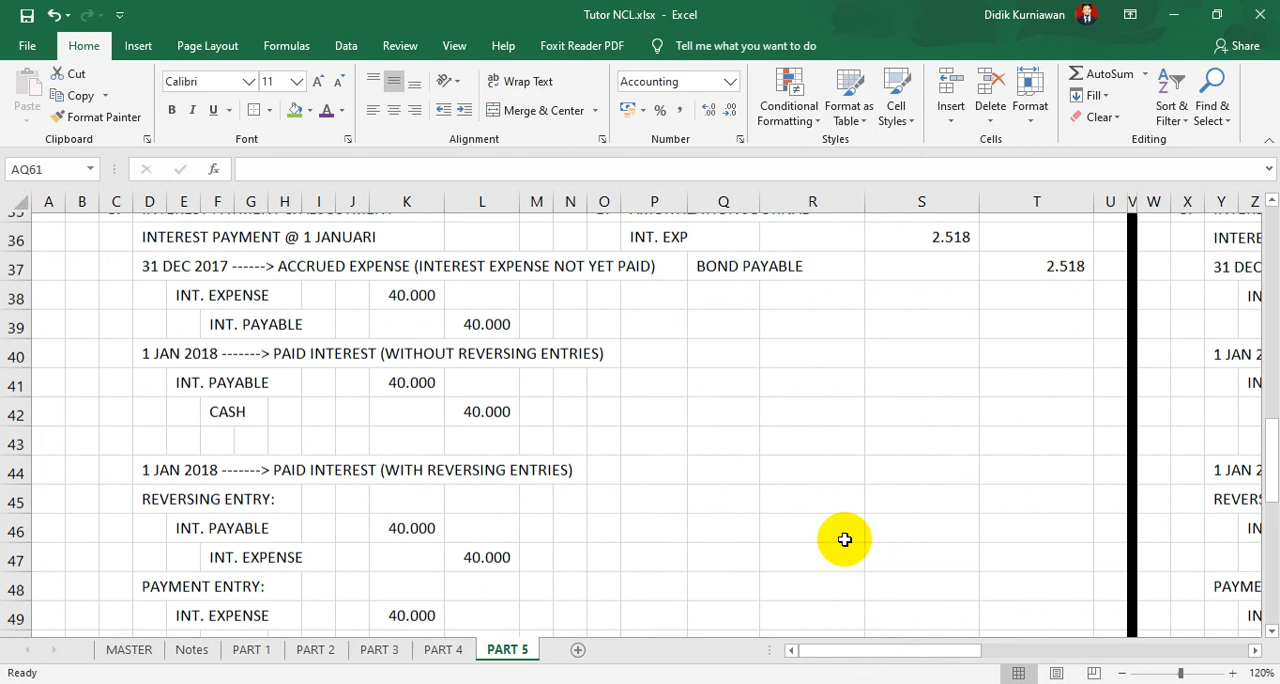 Tutor NCL.xlsx - Excel
Didik Kurniawan
File Home Insert Page Layout Formulas Data Review View Help Foxit Reader PDF Tell me what you want to do Share
Paste
Cut
Copy
Format Painter
Clipboard
Calibri 11
B I U
Font
Wrap Text
Merge & Center
Alignment
Accounting
%
Number
Conditional Formatting
Format as Table
Cell Styles
Styles
Insert
Delete
Format
Cells
AutoSum
Fill
Clear
Sort & Filter
Find & Select
Editing
AQ61 fx
A B C D E F G H I J K L M N O P Q R S T U V W X Y Z
36 INTEREST PAYMENT @ 1 JANUARI INT. EXP 2.518 INTERE
37 31 DEC 2017 ------> ACCRUED EXPENSE (INTEREST EXPENSE NOT YET PAID) BOND PAYABLE 2.518 31 DEC
38 INT. EXPENSE 40.000 IN
39 INT. PAYABLE 40.000
40 1 JAN 2018 -------> PAID INTEREST (WITHOUT REVERSING ENTRIES) 1 JAN 2
41 INT. PAYABLE 40.000 IN
42 CASH 40.000
43
44 1 JAN 2018 -------> PAID INTEREST (WITH REVERSING ENTRIES) 1 JAN 2
45 REVERSING ENTRY: REVERS
46 INT. PAYABLE 40.000 IN
47 INT. EXPENSE 40.000
48 PAYMENT ENTRY: PAYME
49 INT. EXPENSE 40.000 IN
MASTER Notes PART 1 PART 2 PART 3 PART 4 PART 5
Ready 120%